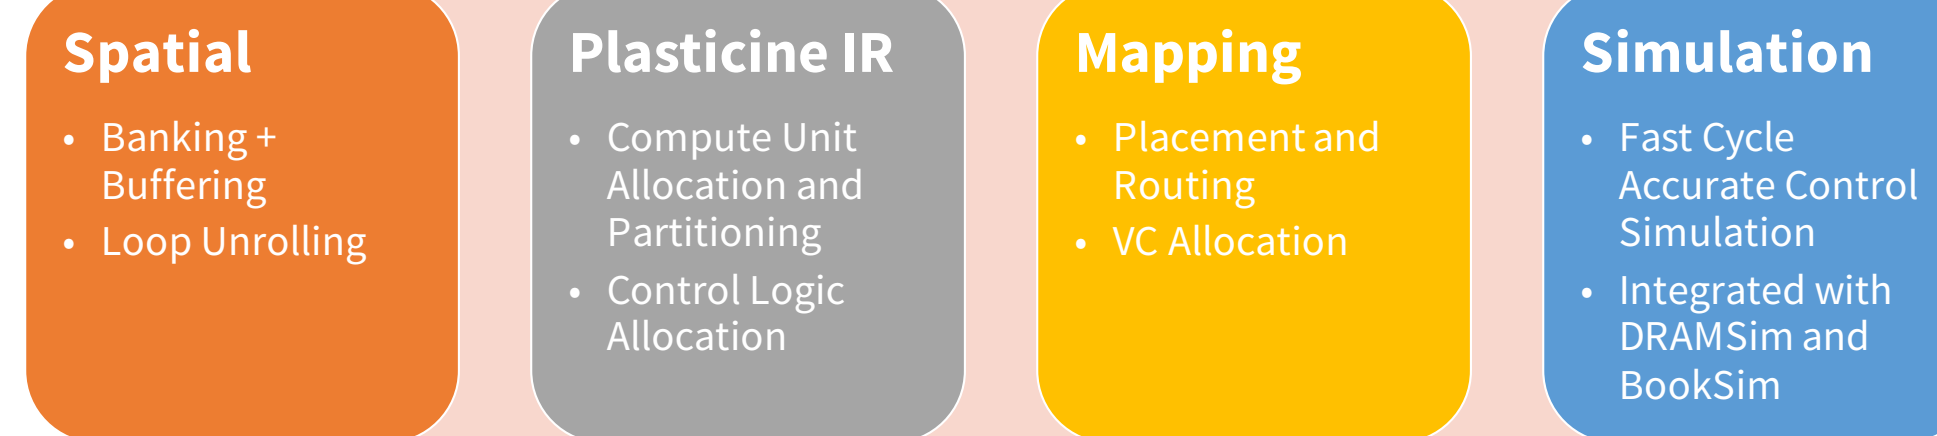 Spatial
• Banking +
Buffering
• Loop Unrolling
Plasticine IR
• Compute Unit
Allocation and
Partitioning
• Control Logic
Allocation
Mapping
• Placement and
Routing
• VC Allocation
Simulation
• Fast Cycle
Accurate Control
Simulation
• Integrated with
DRAMSim and
BookSim